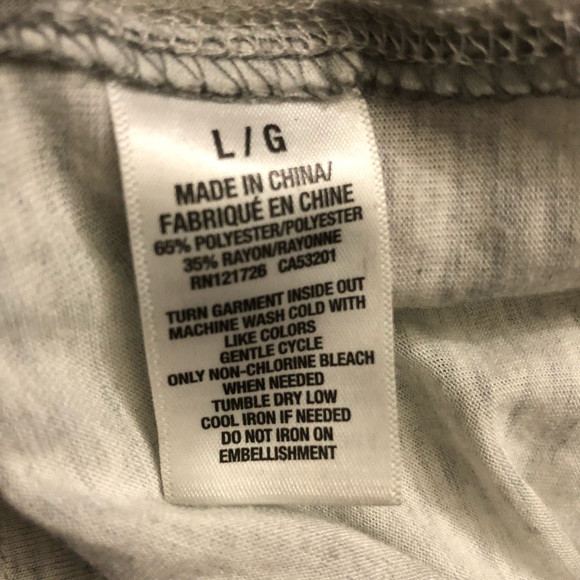 L / G
MADE IN CHINA/
FABRIQUÉ EN CHINE
65% POLYESTER/POLYESTER
35% RAYON/RAYONNE
RN121726 CA53201
TURN GARMENT INSIDE OUT
MACHINE WASH COLD WITH
LIKE COLORS
GENTLE CYCLE
ONLY NON-CHLORINE BLEACH
WHEN NEEDED
TUMBLE DRY LOW
COOL IRON IF NEEDED
DO NOT IRON ON
EMBELLISHMENT